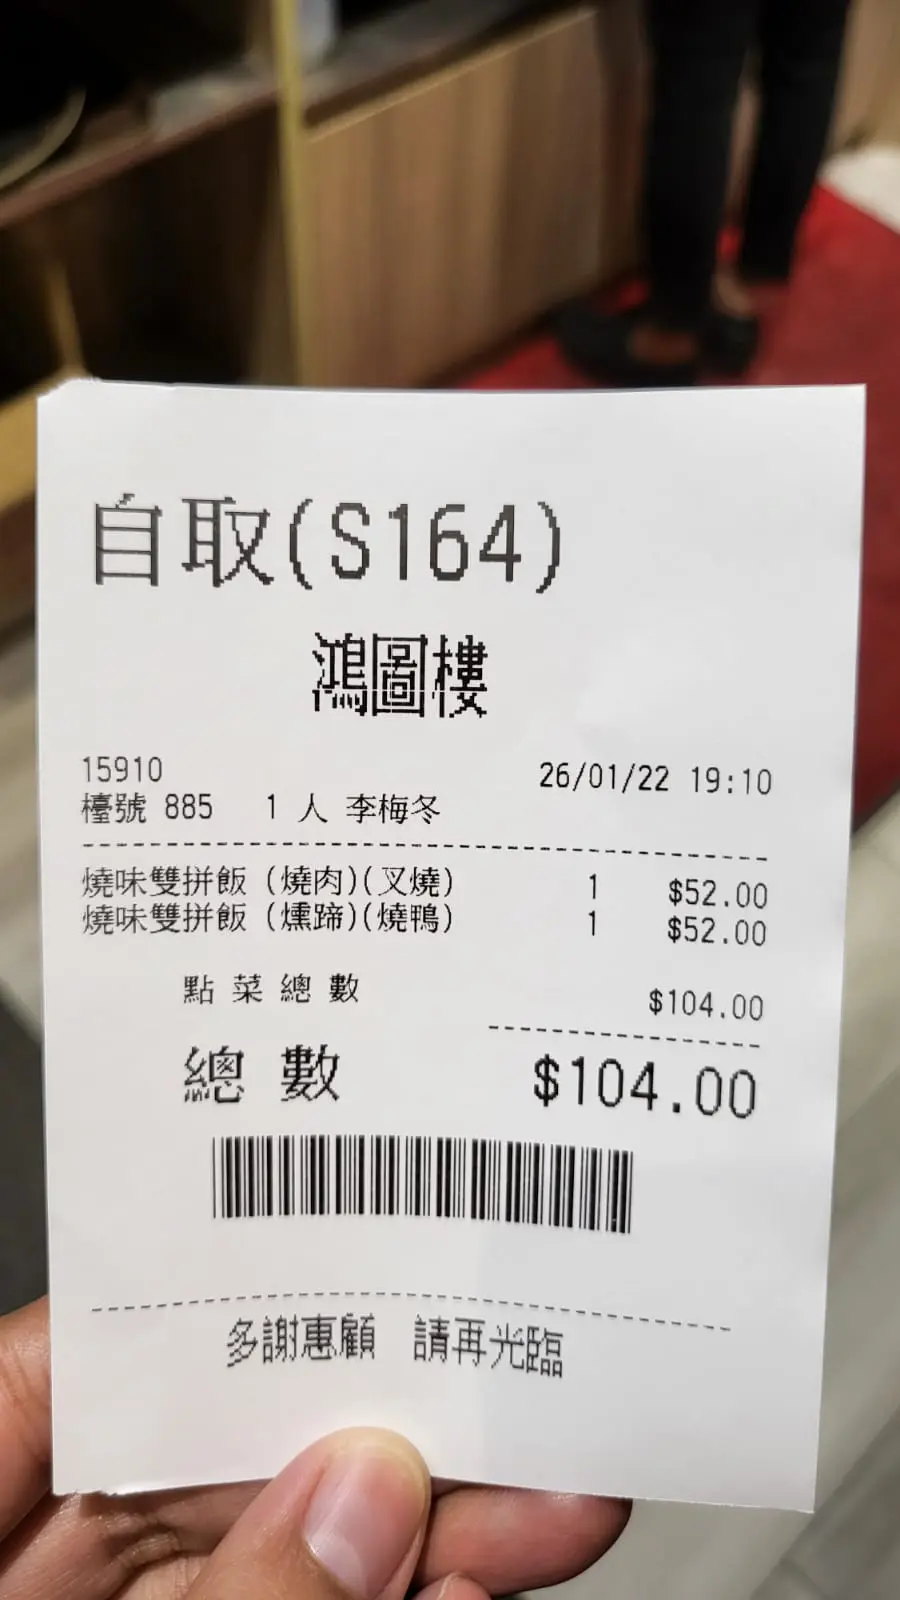 自取(S164)
鴻圖樓
15910 26/01/22 19:10
檯號 885 1 人 李梅冬
燒味雙拼飯 (燒肉)(叉燒) 1 $52.00
燒味雙拼飯 (燻蹄)(燒鴨) 1 $52.00
點菜總數 $104.00
總數 $104.00
多謝惠顧 請再光臨